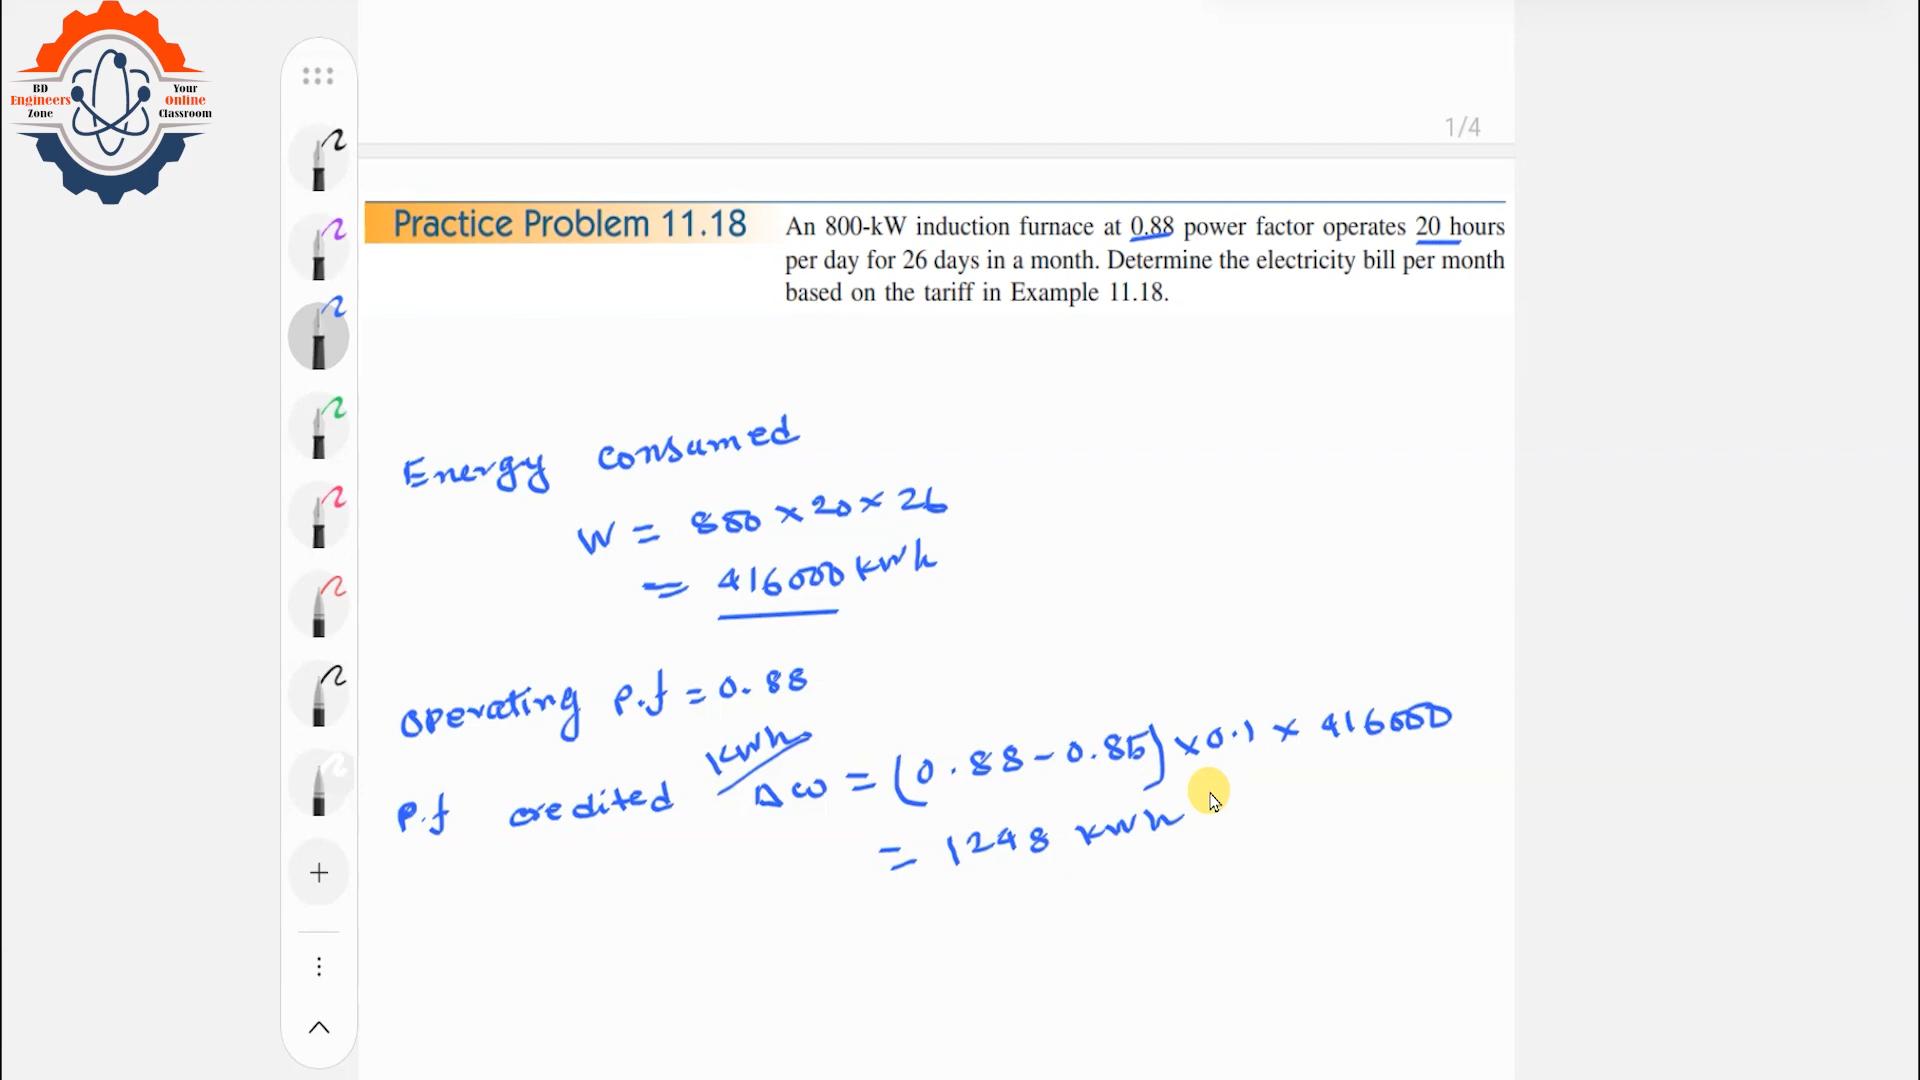 BD Engineers Zone
Your Online Classroom
1/4
Practice Problem 11.18
An 800-kW induction furnace at 0.88 power factor operates 20 hours
per day for 26 days in a month. Determine the electricity bill per month
based on the tariff in Example 11.18.
Energy consumed
W = 800 × 20 × 26
= 416000 kWh
Operating P.f = 0.88
P.f credited kWh
Δω = (0.88 - 0.85) × 0.1 × 416000
= 1248 kWh